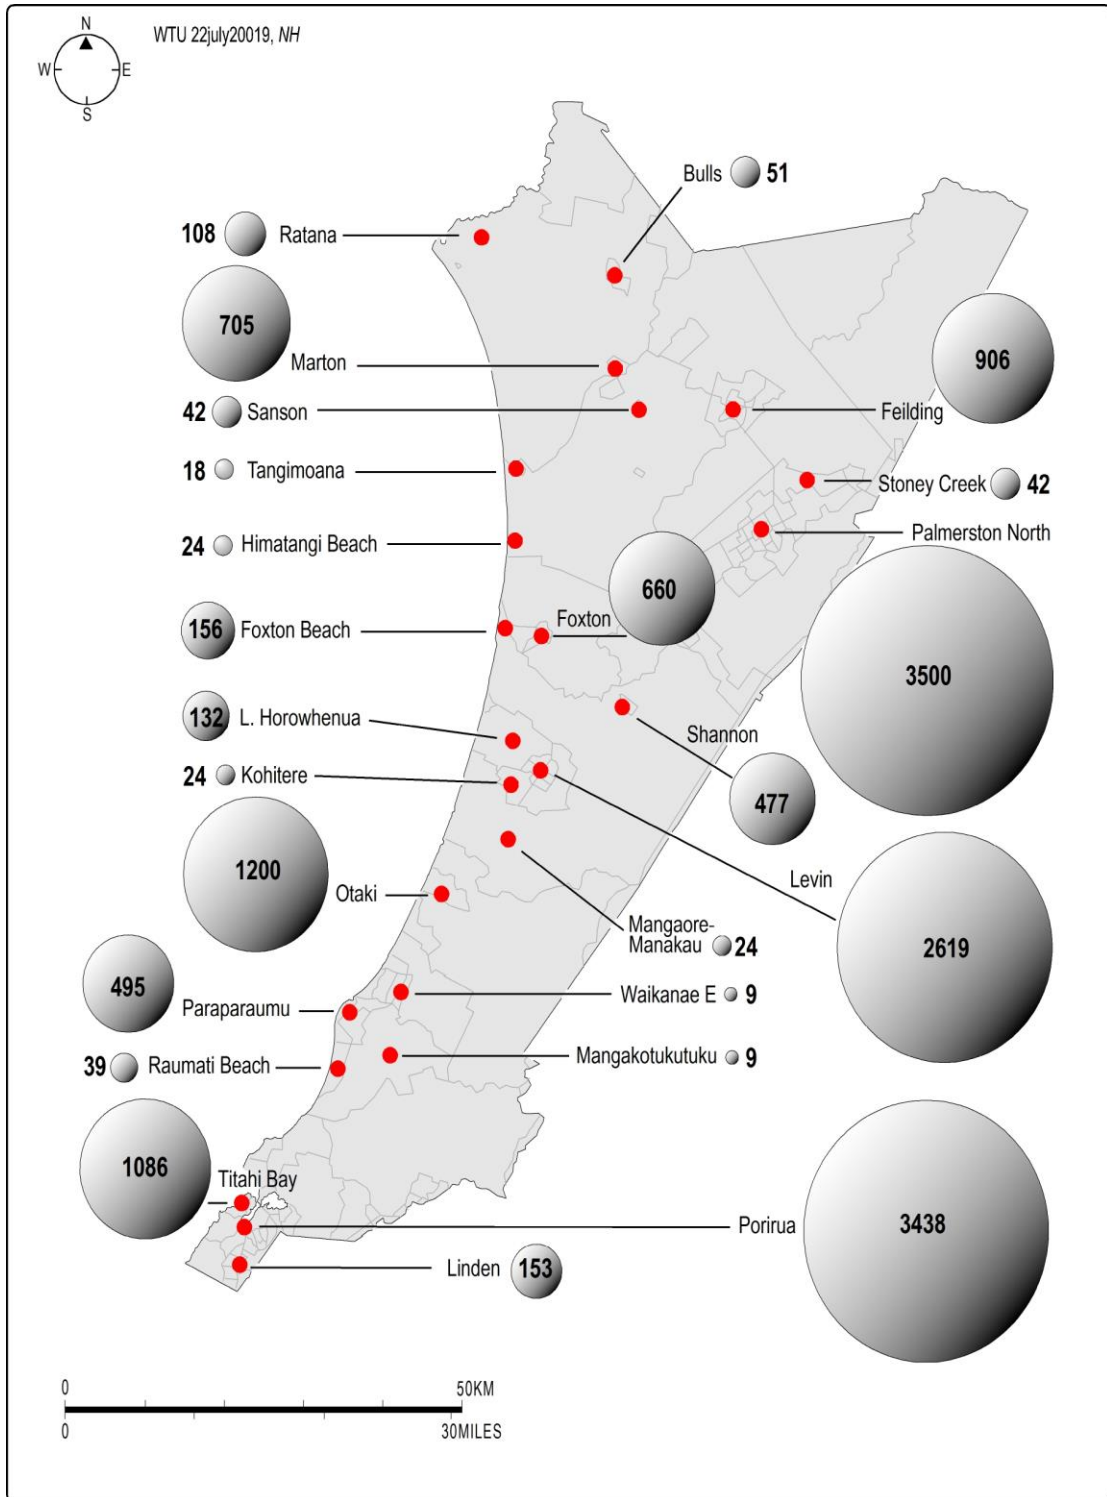 N
W E
S
WTU 22july20019, NH
Bulls 51
108 Ratana
705
Marton
906
Feilding
42 Sanson
18 Tangimoana
Stoney Creek 42
Palmerston North
24 Himatangi Beach
660
Foxton
156 Foxton Beach
3500
132 L. Horowhenua
Shannon
24 Kohitere
477
1200
Otaki
Levin
Mangaore-
Manakau 24
2619
495
Paraparaumu
Waikanae E 9
39 Raumati Beach
Mangakotukutuku 9
1086
Titahi Bay
Porirua
3438
Linden 153
0 50KM
0 30MILES